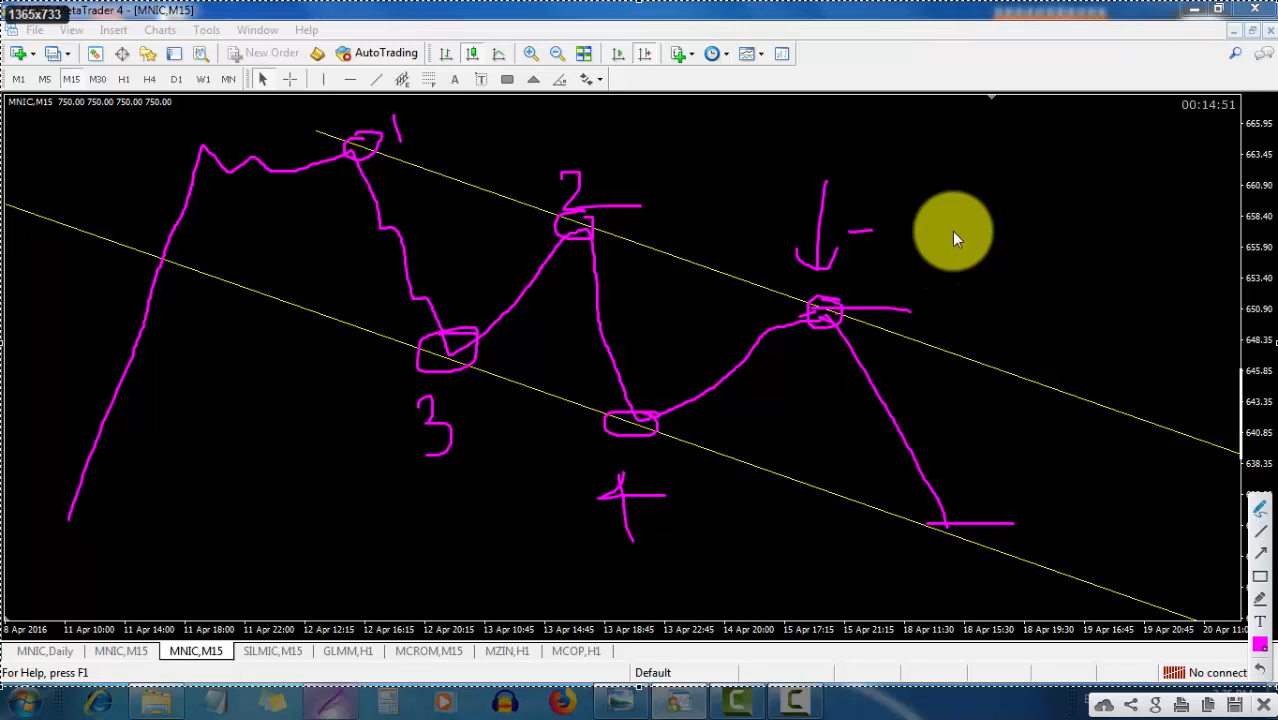 1365x733
etaTrader 4 - [MNIC,M15]
File View Insert Charts Tools Window Help
New Order AutoTrading
M1 M5 M15 M30 H1 H4 D1 W1 MN A T
MNIC,M15 750.00 750.00 750.00 750.00
00:14:51
665.95
1
663.45
2
660.90
658.40
655.90
653.40
650.90
648.35
645.85
3
643.35
640.85
638.35
4
8 Apr 2016 11 Apr 10:00 11 Apr 14:00 11 Apr 18:00 11 Apr 22:00 12 Apr 12:15 12 Apr 16:15 12 Apr 20:15 13 Apr 10:45 13 Apr 18:45 13 Apr 22:45 14 Apr 20:00 15 Apr 17:15 15 Apr 21:15 18 Apr 11:30 18 Apr 15:30 18 Apr 19:30 19 Apr 16:45 19 Apr 20:45 20 Apr 11:0
T
MNIC,Daily MNIC,M15 MNIC,M15 SILMIC,M15 GLMM,H1 MCROM,M15 MZIN,H1 MCOP,H1
For Help, press F1 Default No connect